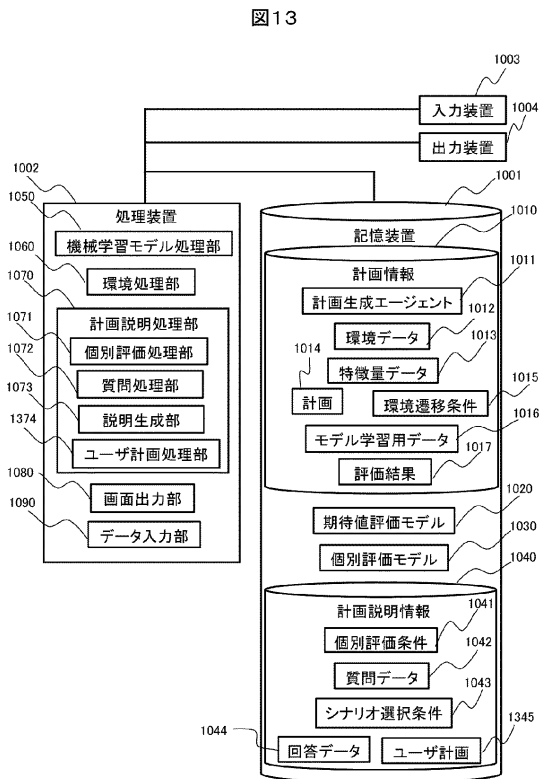 図13
1003
入力装置
1004
出力装置
1002
処理装置
1050
機械学習モデル処理部
1060
環境処理部
1070
計画説明処理部
1071
個別評価処理部
1072
質問処理部
1073
説明生成部
1374
ユーザ計画処理部
1080
画面出力部
1090
データ入力部
1001
記憶装置
1010
計画情報
1011
計画生成エージェント
1012
環境データ
1013
特徴量データ
1014
計画
1015
環境遷移条件
1016
モデル学習用データ
1017
評価結果
1020
期待値評価モデル
1030
個別評価モデル
1040
計画説明情報
1041
個別評価条件
1042
質問データ
1043
シナリオ選択条件
1044
回答データ
1345
ユーザ計画